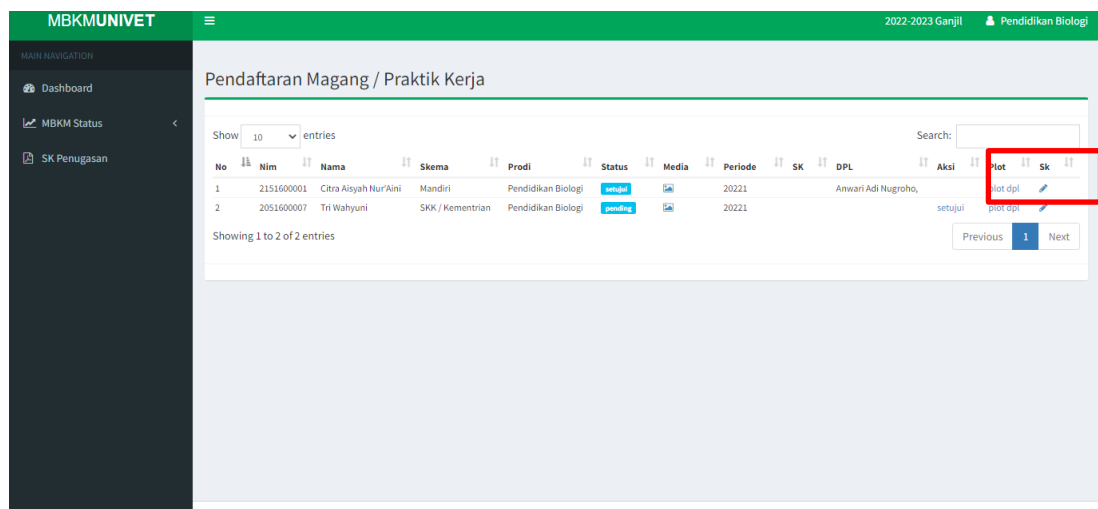 MBKMUNIVET 2022-2023 Ganjil Pendidikan Biologi
MAIN NAVIGATION
Dashboard
MBKM Status
SK Penugasan
Pendaftaran Magang / Praktik Kerja
Show 10 entries Search:
No Nim Nama Skema Prodi Status Media Periode SK DPL Aksi Plot Sk
1 2151600001 Citra Aisyah Nur'Aini Mandiri Pendidikan Biologi setujui 20221 Anwari Adi Nugroho, plot dpl
2 2051600007 Tri Wahyuni SKK / Kementrian Pendidikan Biologi pending 20221 setujui plot dpl
Showing 1 to 2 of 2 entries Previous 1 Next